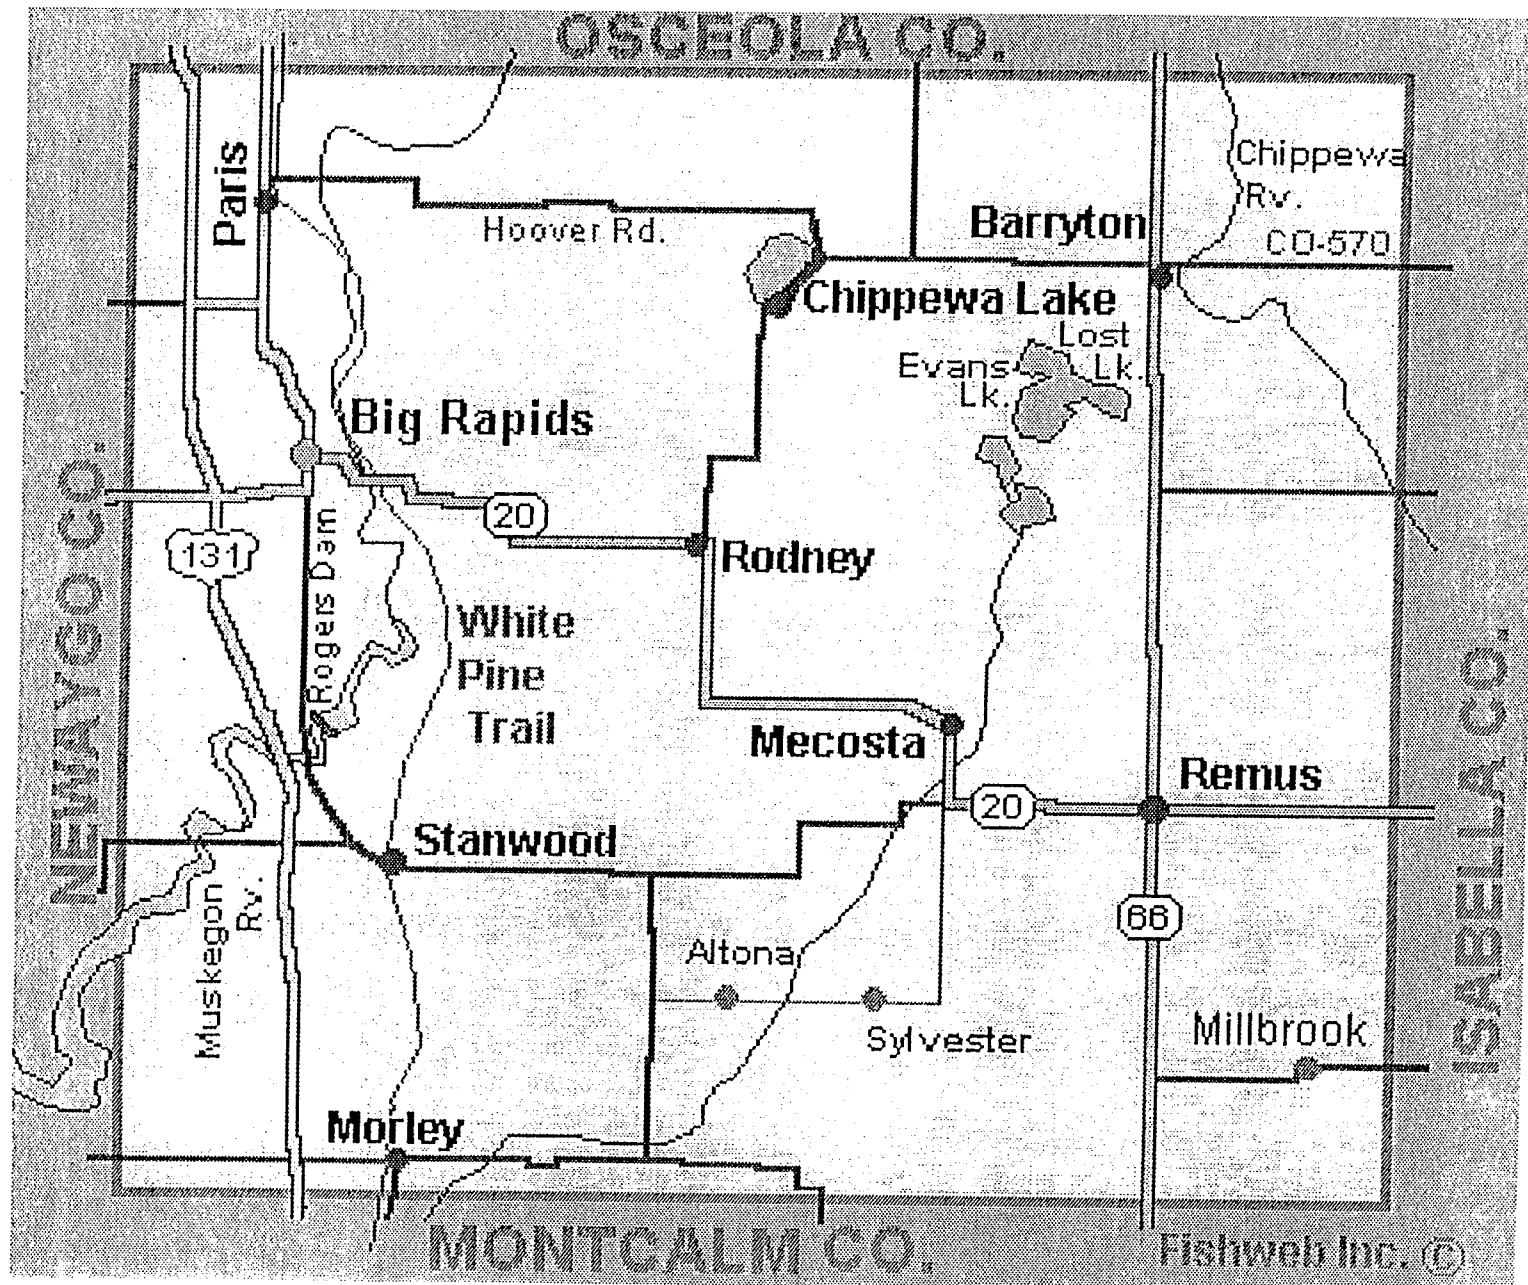 OSCEOLA CO.
Paris
Chippewa
Rv.
Barryton
Hoover Rd.
CO-570
Chippewa Lake
Lost
Lk.
Evans
Lk.
Big Rapids
NEWAYGO CO.
20
131
Rodney
Rogers Dam
White
Pine
Trail
ISABELLA CO.
Mecosta
Remus
20
Stanwood
Muskegon
Rv.
66
Altona
Sylvester
Millbrook
Morley
MONTCALM CO.
Fishweb Inc. ©